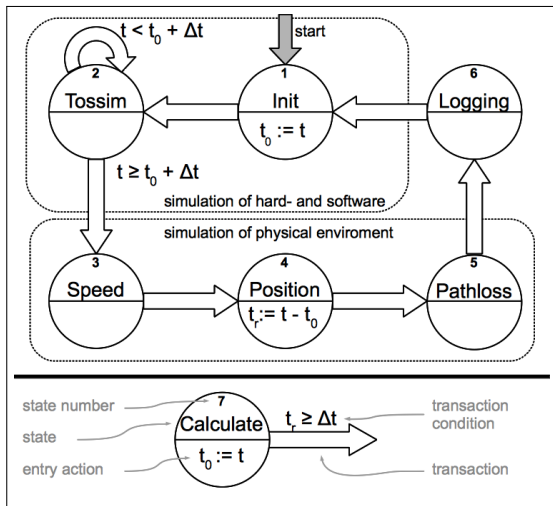 t < t0 + Δt
start
2
Tossim
1
Init
t0 := t
6
Logging
t ≥ t0 + Δt
simulation of hard- and software
simulation of physical enviroment
3
Speed
4
Position
tr:= t - t0
5
Pathloss
state number
state
entry action
7
Calculate
t0 := t
tr ≥ Δt
transaction
condition
transaction